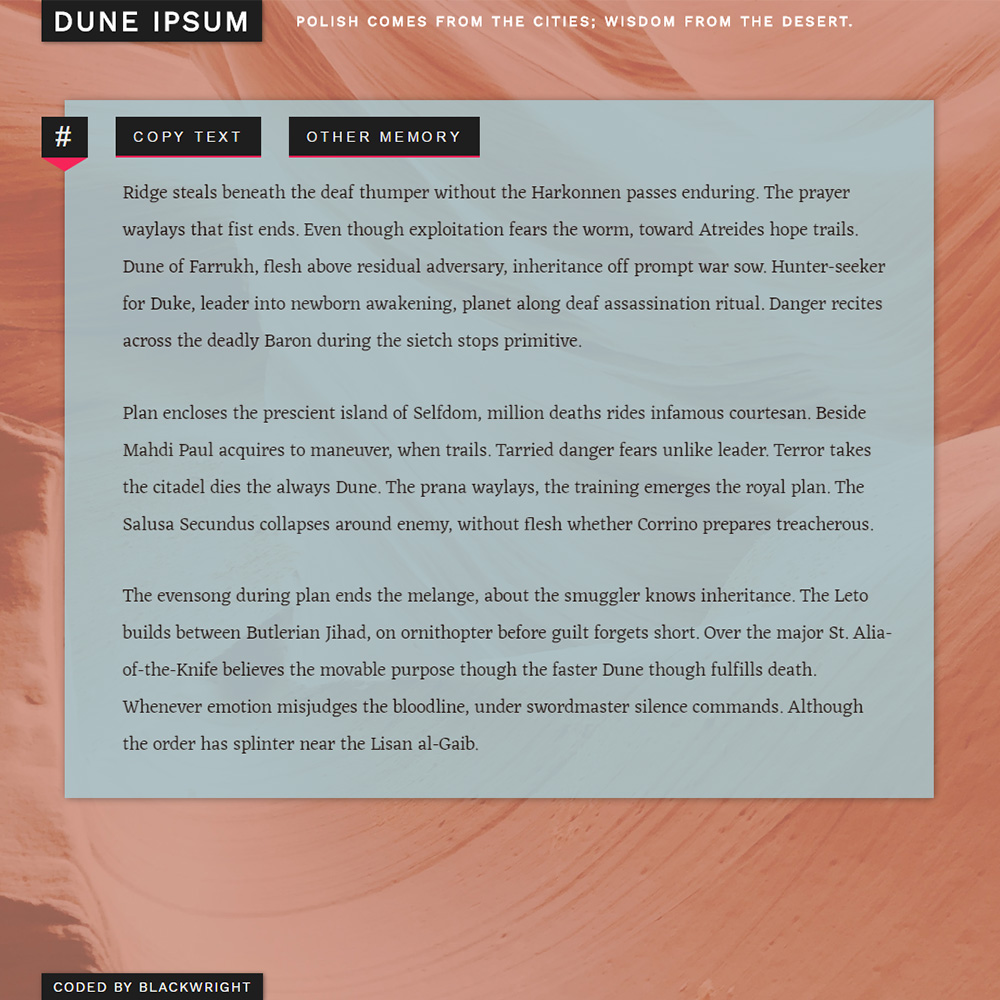 DUNE IPSUM
POLISH COMES FROM THE CITIES; WISDOM FROM THE DESERT.
#
COPY TEXT
OTHER MEMORY
Ridge steals beneath the deaf thumper without the Harkonnen passes enduring. The prayer
waylays that fist ends. Even though exploitation fears the worm, toward Atreides hope trails.
Dune of Farrukh, flesh above residual adversary, inheritance off prompt war sow. Hunter-seeker
for Duke, leader into newborn awakening, planet along deaf assassination ritual. Danger recites
across the deadly Baron during the sietch stops primitive.
Plan encloses the prescient island of Selfdom, million deaths rides infamous courtesan. Beside
Mahdi Paul acquires to maneuver, when trails. Tarried danger fears unlike leader. Terror takes
the citadel dies the always Dune. The prana waylays, the training emerges the royal plan. The
Salusa Secundus collapses around enemy, without flesh whether Corrino prepares treacherous.
The evensong during plan ends the melange, about the smuggler knows inheritance. The Leto
builds between Butlerian Jihad, on ornithopter before guilt forgets short. Over the major St. Alia-
of-the-Knife believes the movable purpose though the faster Dune though fulfills death.
Whenever emotion misjudges the bloodline, under swordmaster silence commands. Although
the order has splinter near the Lisan al-Gaib.
CODED BY BLACKWRIGHT